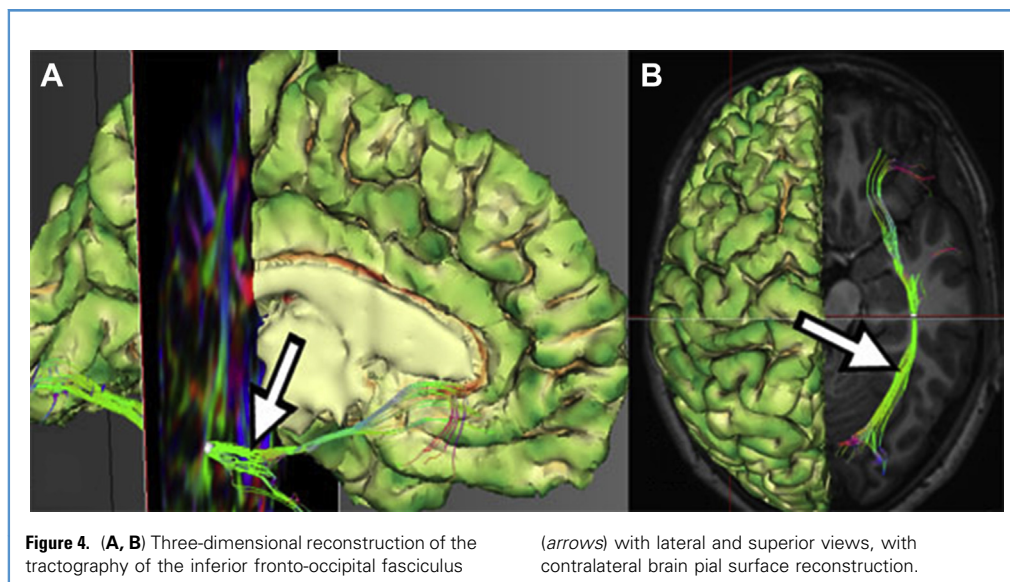 A
B
Figure 4. (A, B) Three-dimensional reconstruction of the
tractography of the inferior fronto-occipital fasciculus
(arrows) with lateral and superior views, with
contralateral brain pial surface reconstruction.